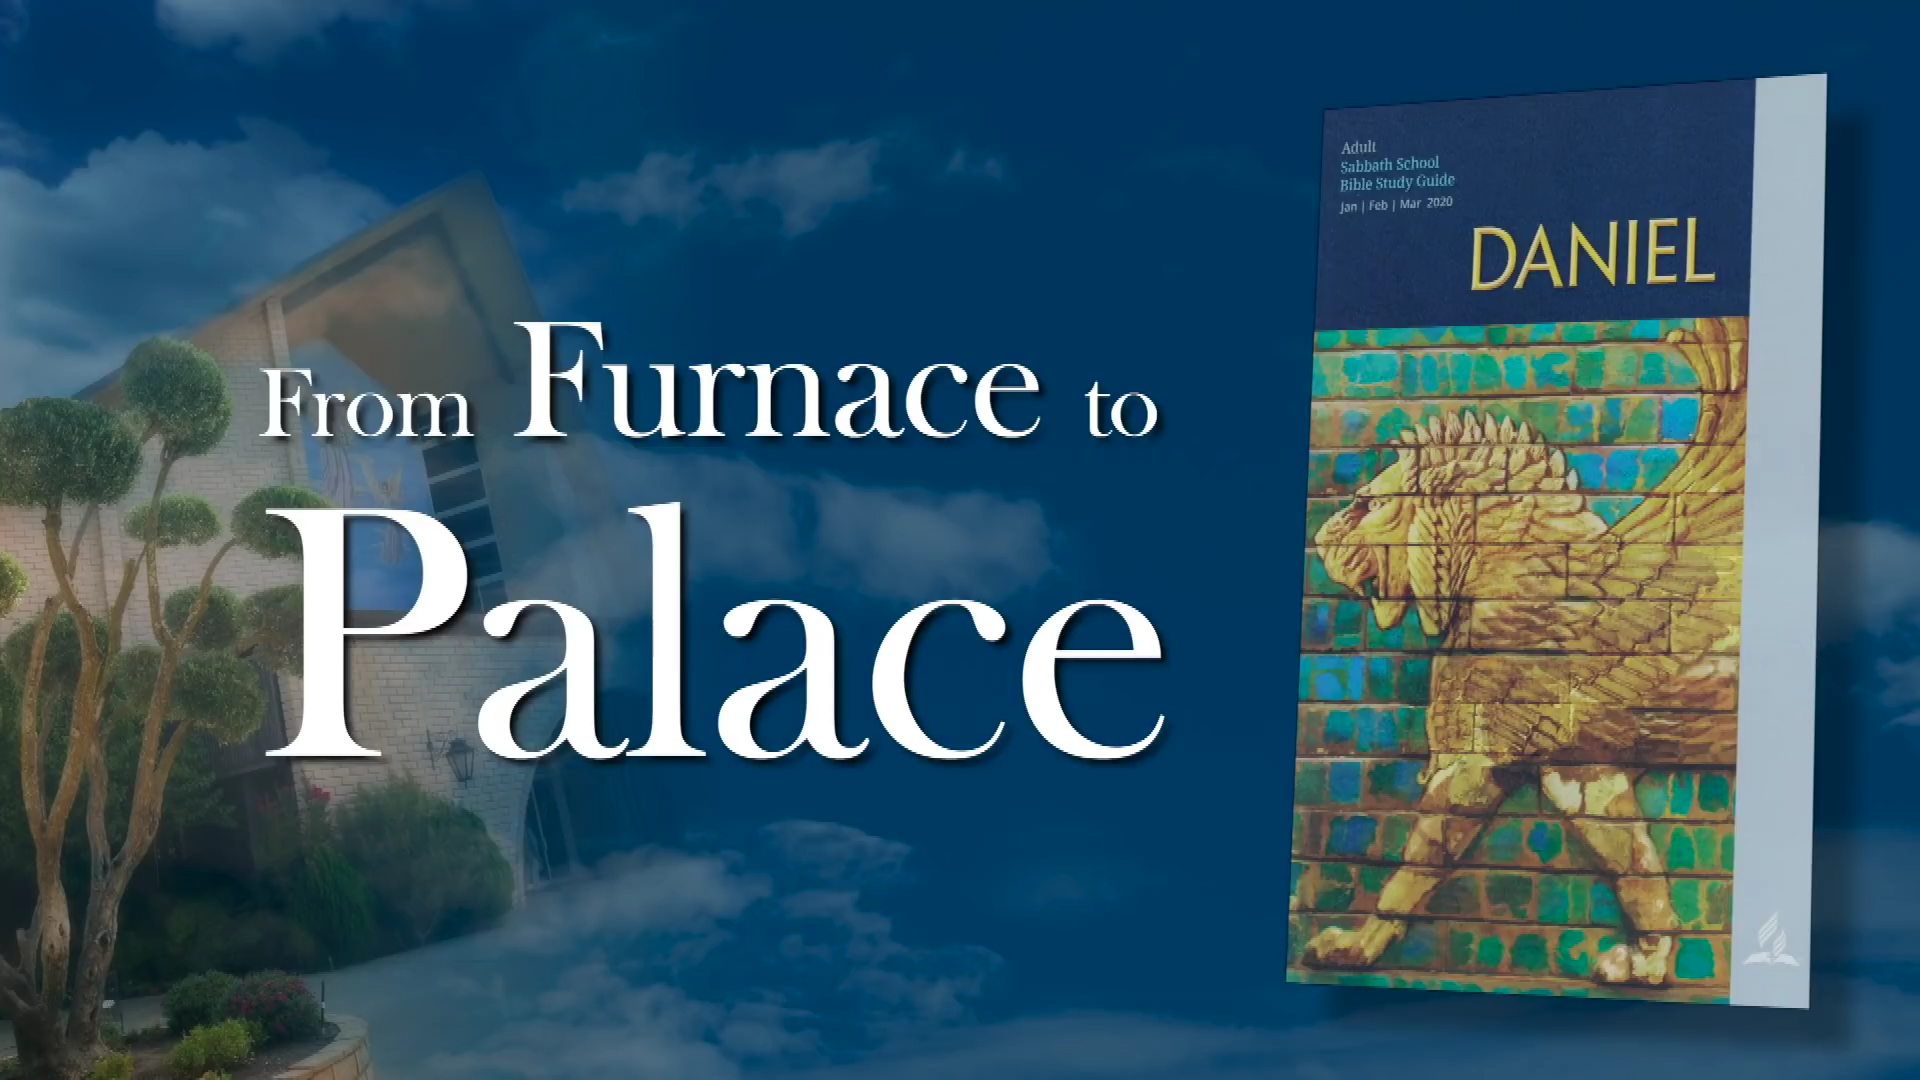 From Furnace to
Palace
Adult
Sabbath School
Bible Study Guide
Jan | Feb | Mar 2020
DANIEL